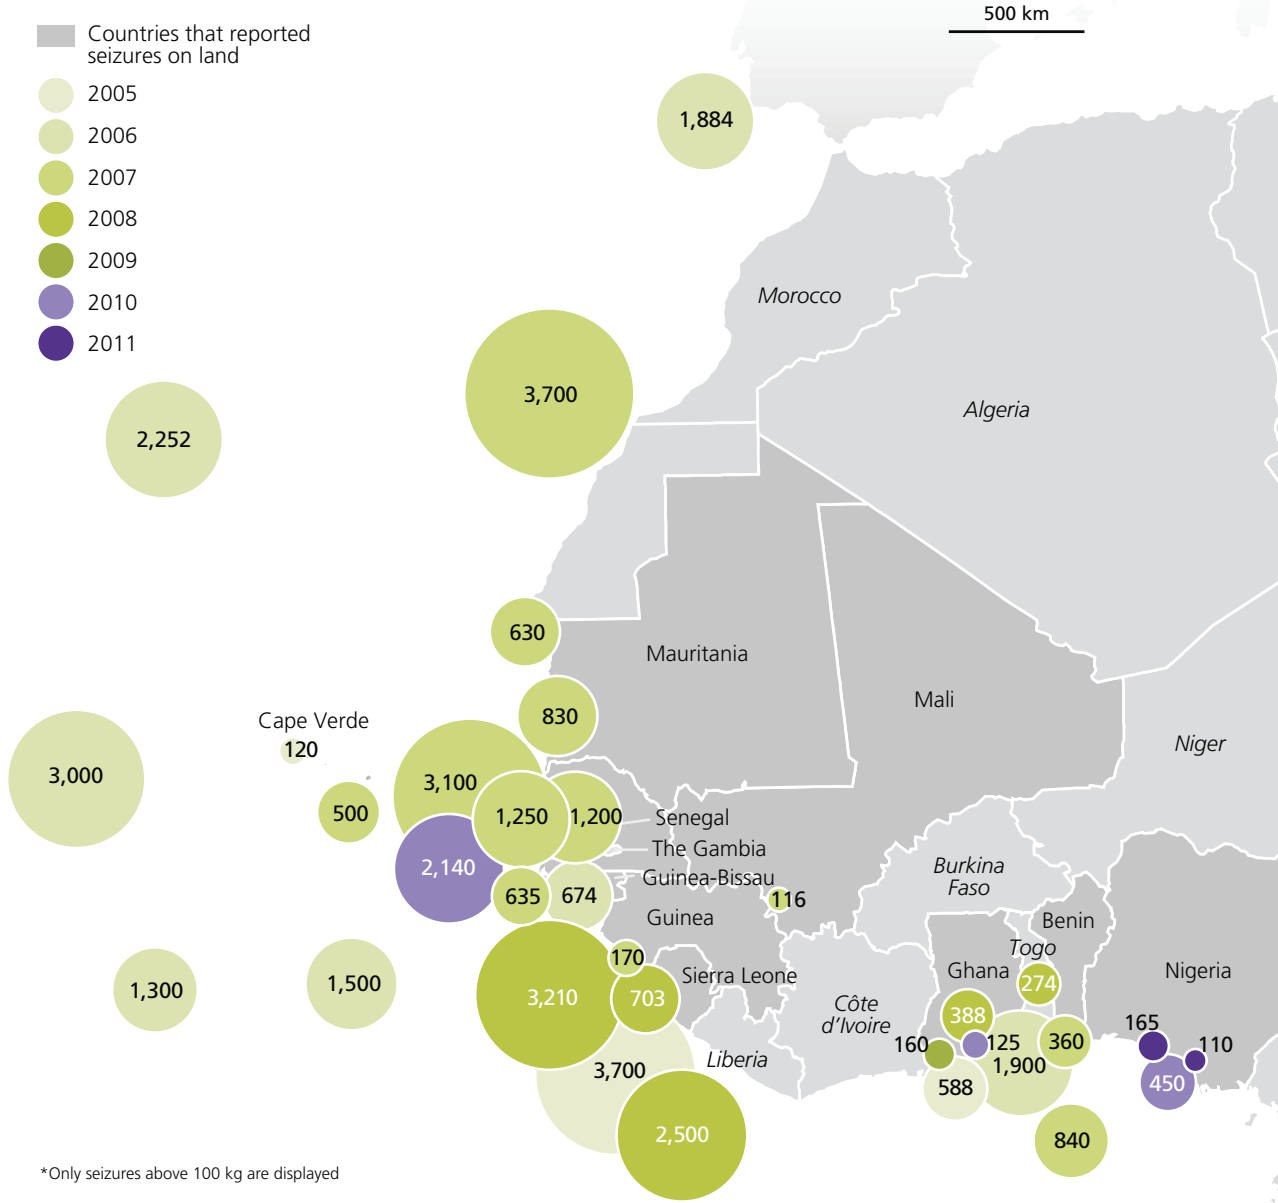 500 km
Countries that reported
seizures on land
2005
2006
2007
2008
2009
2010
2011
1,884
Morocco
3,700
Algeria
2,252
630
Mauritania
Mali
830
Cape Verde
120
Niger
3,000
3,100
500
1,250
1,200
Senegal
The Gambia
2,140
Guinea-Bissau
Burkina
Faso
635
674
116
Guinea
Benin
Togo
170
Sierra Leone
Ghana
Nigeria
274
1,300
1,500
3,210
703
Côte
d'Ivoire
388
165
160
125
360
110
Liberia
3,700
1,900
588
450
2,500
840
*Only seizures above 100 kg are displayed